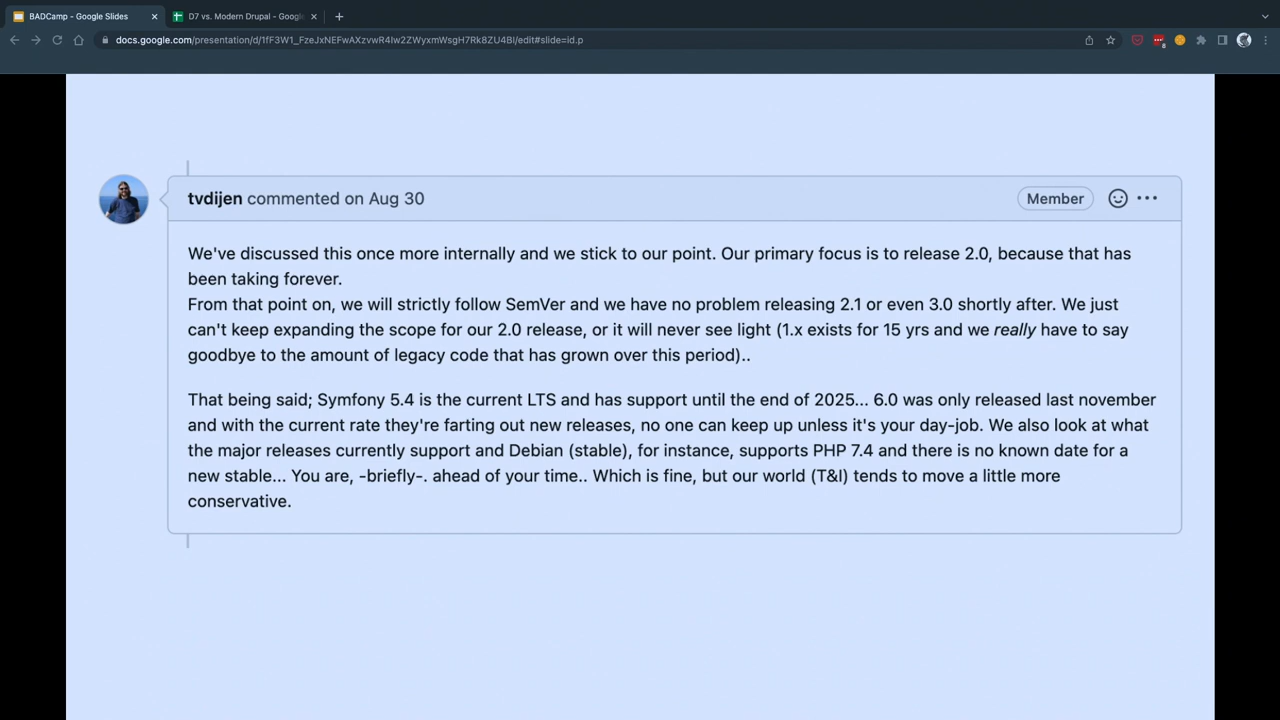 BADCamp - Google Slides
D7 vs. Modern Drupal - Google
docs.google.com/presentation/d/1fF3W1_FzeJxNEFwAXzvwR4lw2ZWyxmWsgH7Rk8ZU4BI/edit#slide=id.p
8
tvdijen commented on Aug 30
Member
We've discussed this once more internally and we stick to our point. Our primary focus is to release 2.0, because that has
been taking forever.
From that point on, we will strictly follow SemVer and we have no problem releasing 2.1 or even 3.0 shortly after. We just
can't keep expanding the scope for our 2.0 release, or it will never see light (1.x exists for 15 yrs and we really have to say
goodbye to the amount of legacy code that has grown over this period)..
That being said; Symfony 5.4 is the current LTS and has support until the end of 2025... 6.0 was only released last november
and with the current rate they're farting out new releases, no one can keep up unless it's your day-job. We also look at what
the major releases currently support and Debian (stable), for instance, supports PHP 7.4 and there is no known date for a
new stable... You are, -briefly-. ahead of your time.. Which is fine, but our world (T&I) tends to move a little more
conservative.